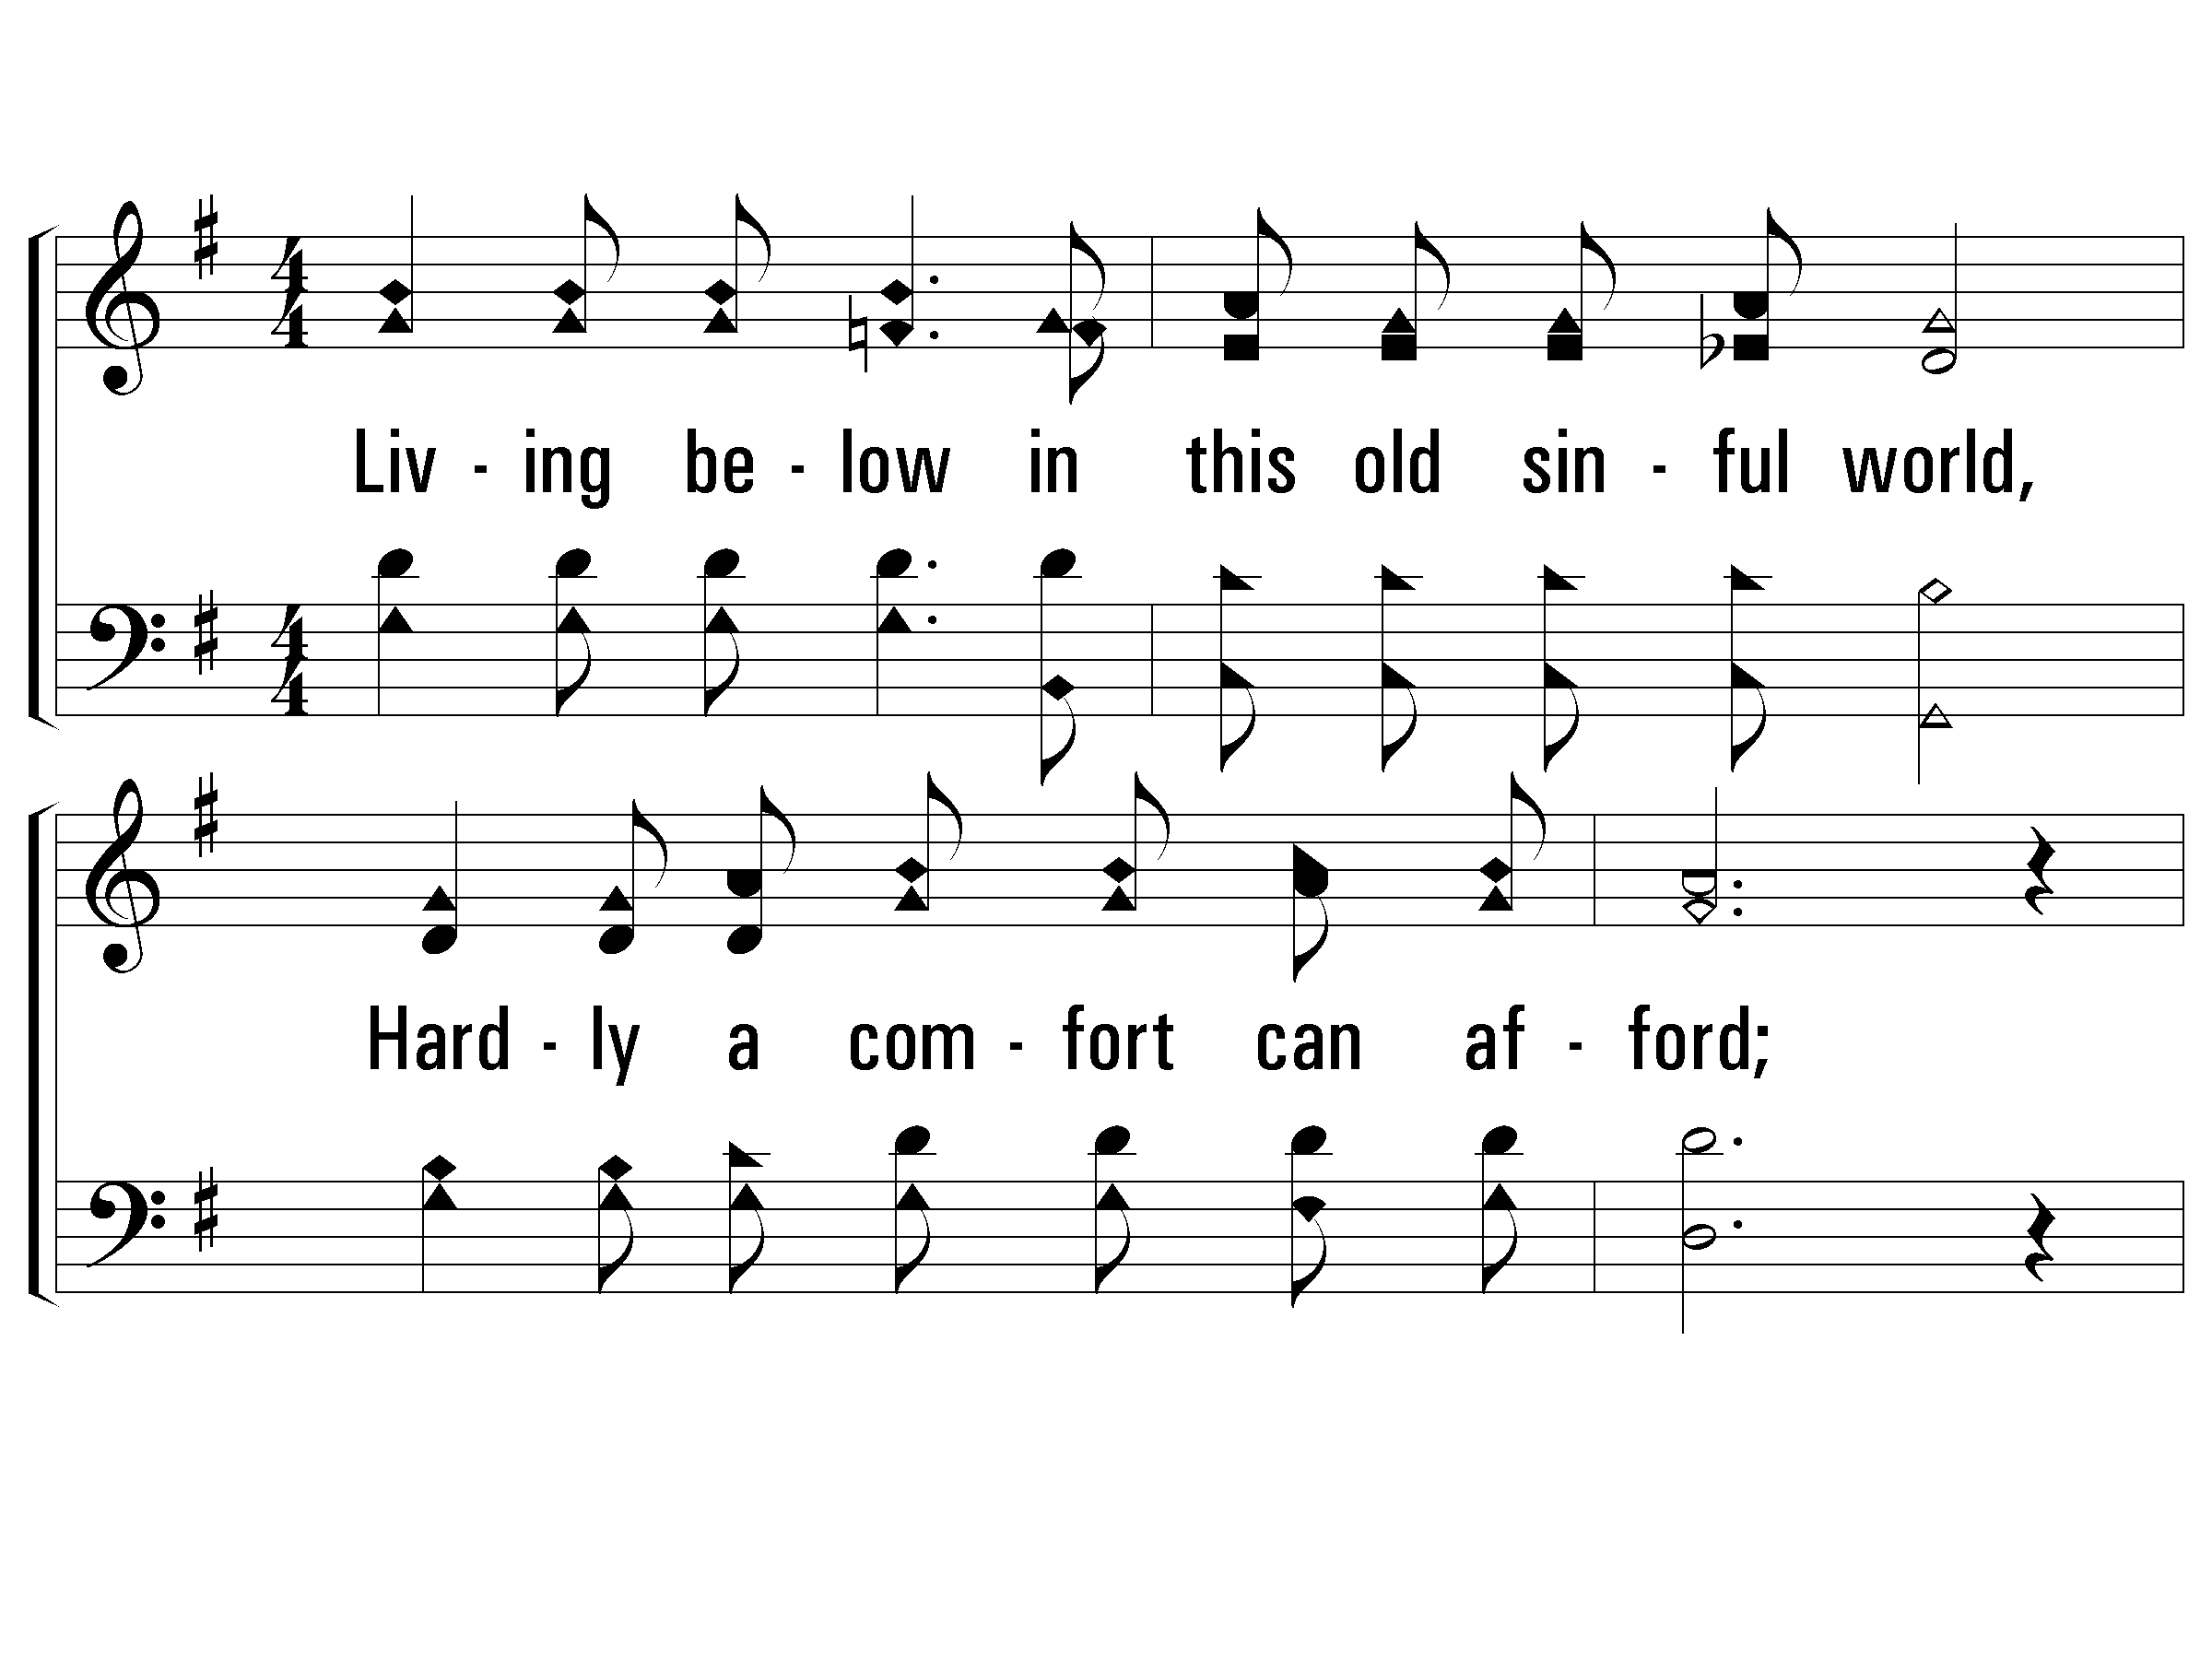 Liv - ing be - low in this old sin - ful world,
Hard - ly a com - fort can af - ford;